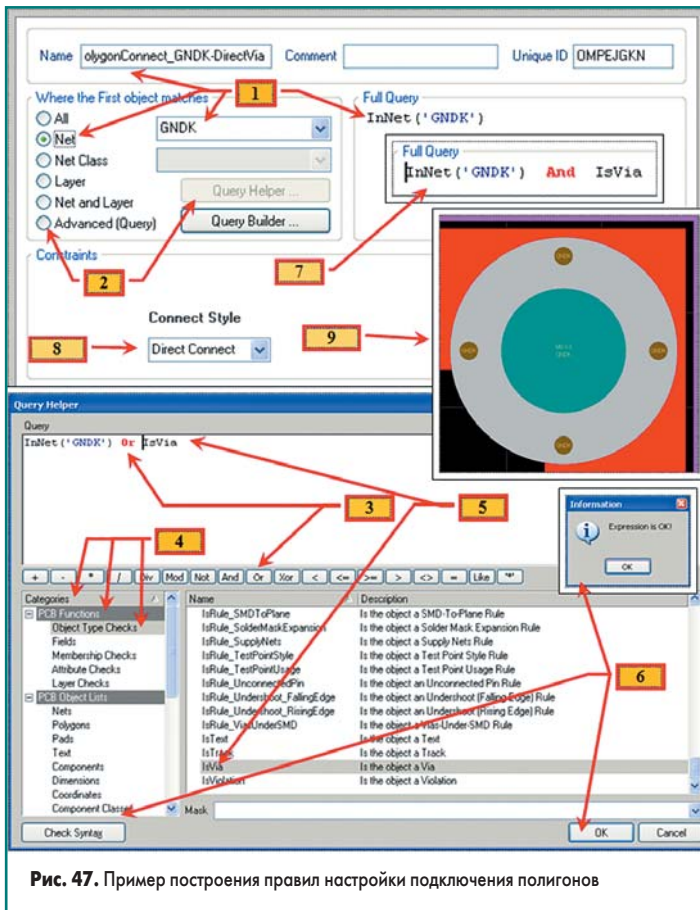 Name olygonConnect_GNDK-DirectVia Comment Unique ID OMPEJGKN
Where the First object matches
1
All
Net
Net Class
Layer
Net and Layer
Advanced (Query)
GNDK
Query Helper ...
Query Builder ...
2
Full Query
InNet('GNDK')
Full Query
InNet('GNDK') And IsVia
7
Constraints
Connect Style
8
Direct Connect
9
Query Helper
Query
InNet('GNDK') Or IsVia
3
5
4
Information
Expression is OK!
OK
+ - * / Div Mod Not And Or Xor < <= >= > <> = Like '*'
Categories
PCB Functions
Object Type Checks
Fields
Membership Checks
Attribute Checks
Layer Checks
PCB Object Lists
Nets
Polygons
Pads
Text
Components
Dimensions
Coordinates
Component Classes
Name Description
IsRule_SMDToPlane Is the object a SMD-To-Plane Rule
IsRule_SolderMaskExpansion Is the object a Solder Mask Expansion Rule
IsRule_SupplyNets Is the object a Supply Nets Rule
IsRule_TestPointStyle Is the object a Test Point Style Rule
IsRule_TestPointUsage Is the object a Test Point Usage Rule
IsRule_UnconnectedPin Is the object an Unconnected Pin Rule
IsRule_Undershoot_FallingEdge Is the object an Undershoot (Falling Edge) Rule
IsRule_Undershoot_RisingEdge Is the object an Undershoot (Rising Edge) Rule
IsRule_ViasUnderSMD Is the object a Vias-Under-SMD Rule
IsText Is the object a Text
IsTrack Is the object a Track
IsVia Is the object a Via
IsViolation Is the object a Violation
6
Mask
Check Syntax
OK
Cancel
Рис. 47. Пример построения правил настройки подключения полигонов